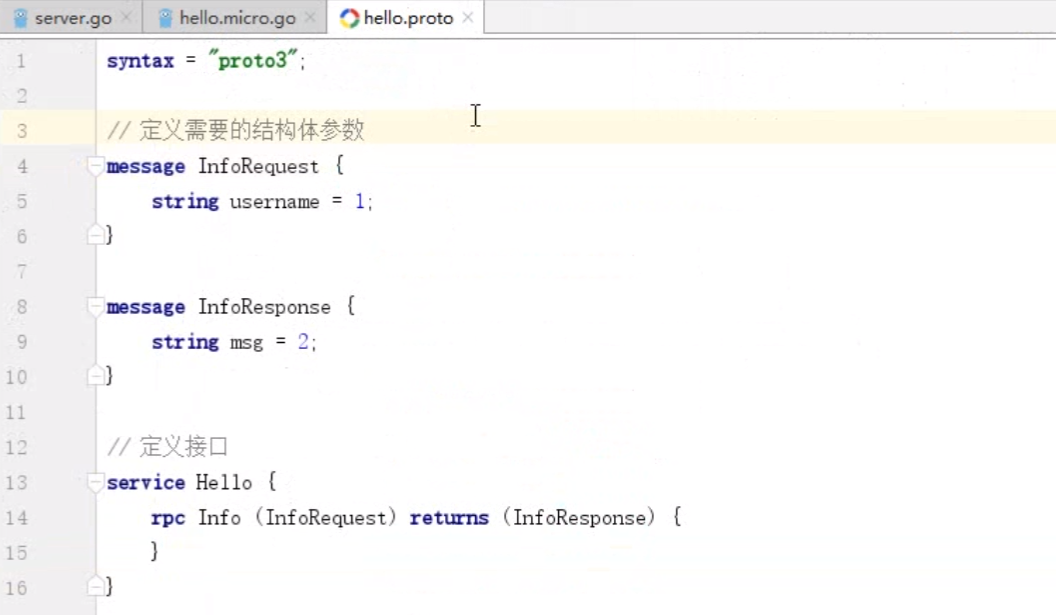 server.go hello.micro.go hello.proto
1 syntax = "proto3";
2
3 // 定义需要的结构体参数
4 message InfoRequest {
5 string username = 1;
6 }
7
8 message InfoResponse {
9 string msg = 2;
10 }
11
12 // 定义接口
13 service Hello {
14 rpc Info (InfoRequest) returns (InfoResponse) {
15 }
16 }